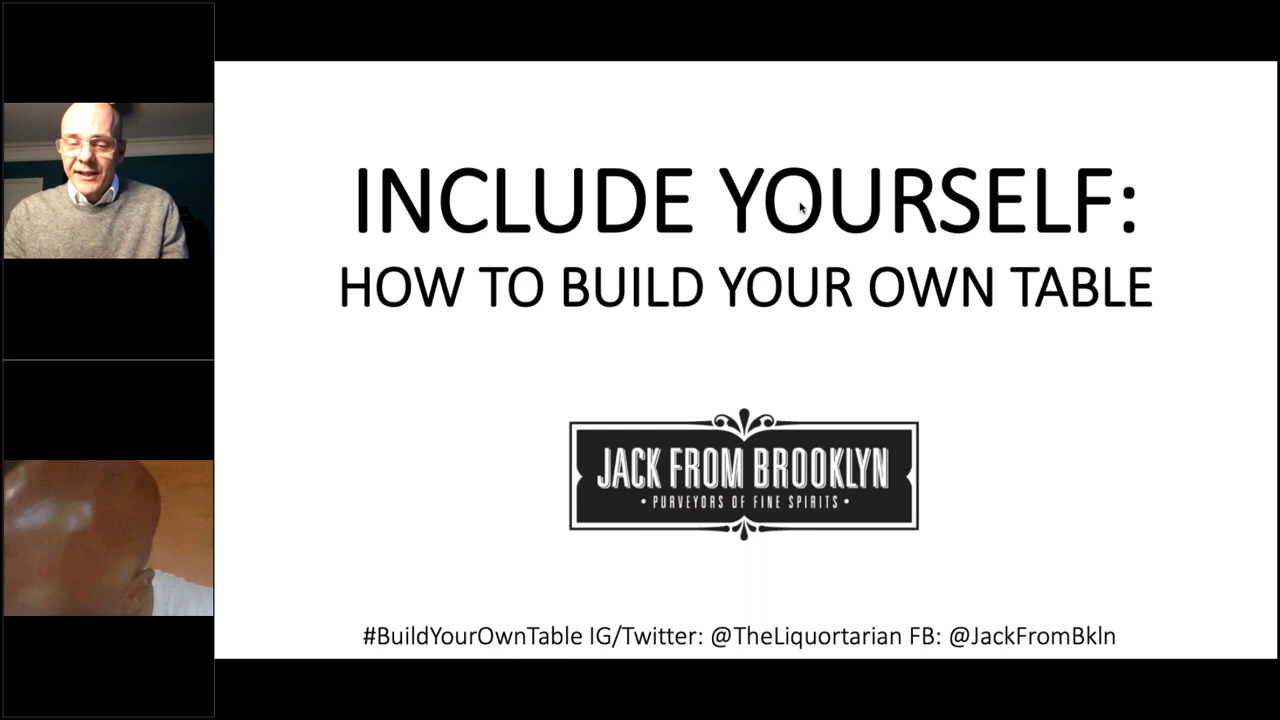 INCLUDE YOURSELF:
HOW TO BUILD YOUR OWN TABLE
JACK FROM BROOKLYN
• PURVEYORS OF FINE SPIRITS •
#BuildYourOwnTable IG/Twitter: @TheLiquortarian FB: @JackFromBkln